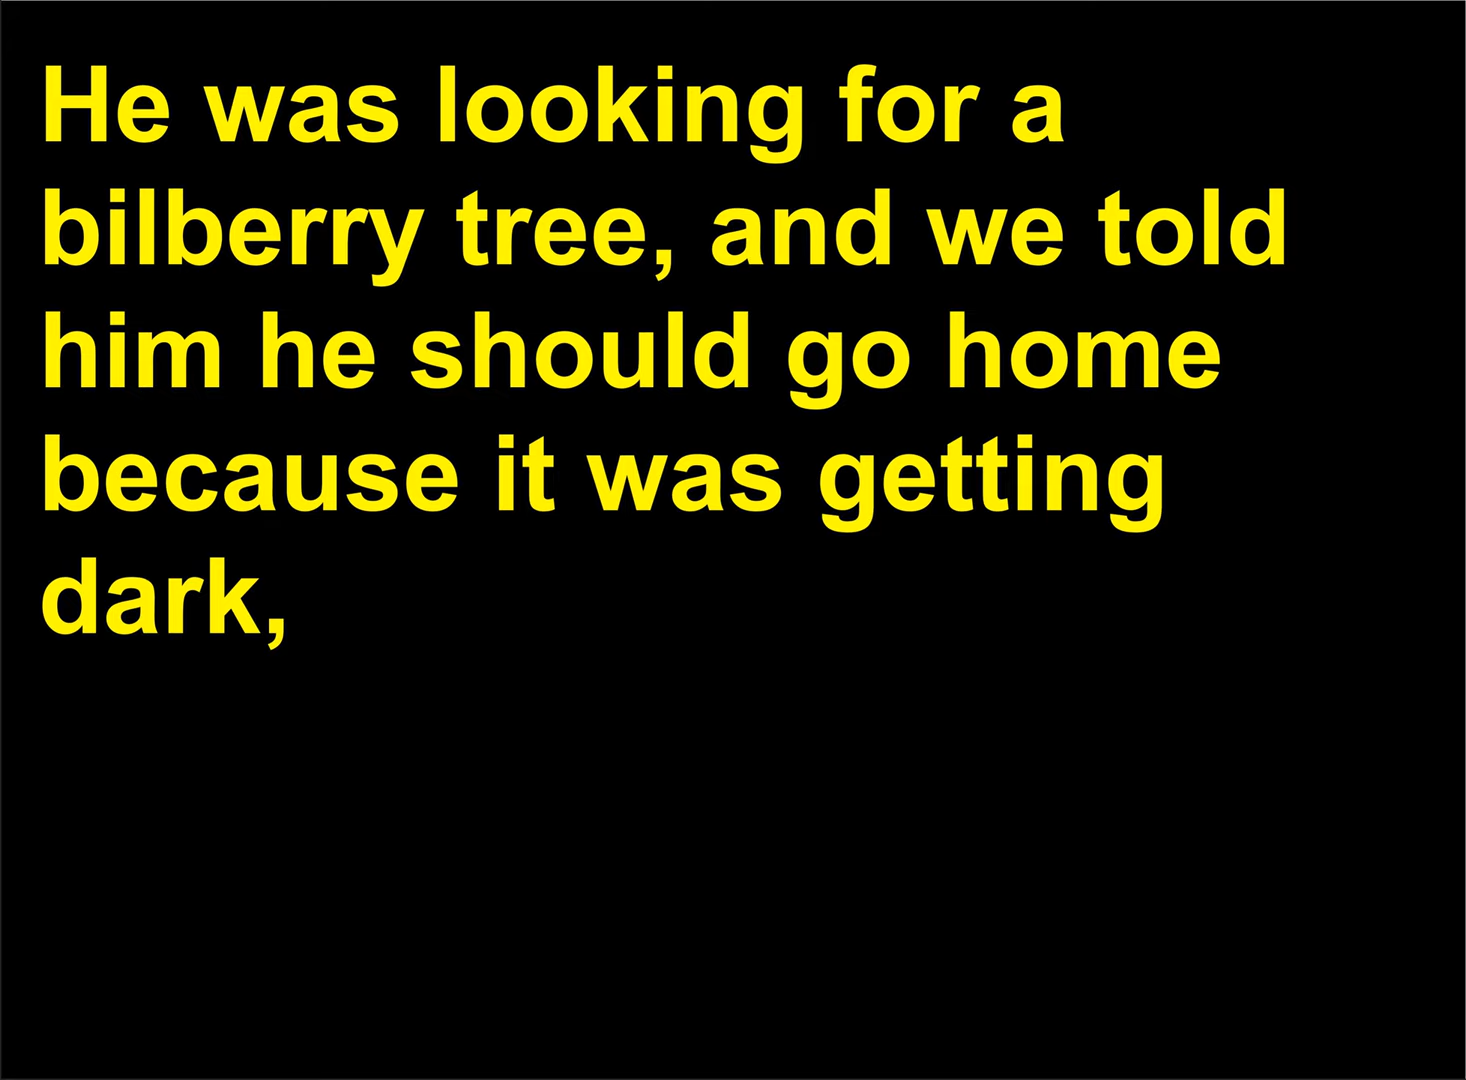 He was looking for a
bilberry tree, and we told
him he should go home
because it was getting
dark,